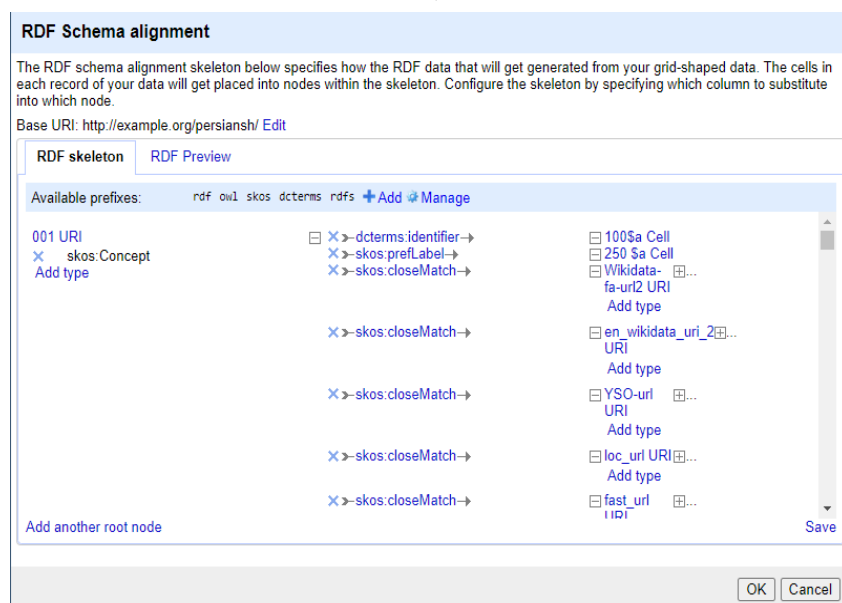 RDF Schema alignment
The RDF schema alignment skeleton below specifies how the RDF data that will get generated from your grid-shaped data. The cells in
each record of your data will get placed into nodes within the skeleton. Configure the skeleton by specifying which column to substitute
into which node.
Base URI: http://example.org/persiansh/ Edit
RDF skeleton RDF Preview
Available prefixes: rdf owl skos dcterms rdfs Add Manage
001 URI dcterms:identifier 100$a Cell
skos:Concept skos:prefLabel 250 $a Cell
Add type skos:closeMatch Wikidata- ...
fa-url2 URI
Add type
skos:closeMatch en_wikidata_uri_2 ...
URI
Add type
skos:closeMatch YSO-url ...
URI
Add type
skos:closeMatch loc_url URI ...
Add type
skos:closeMatch fast_url ...
URI
Add another root node Save
OK Cancel